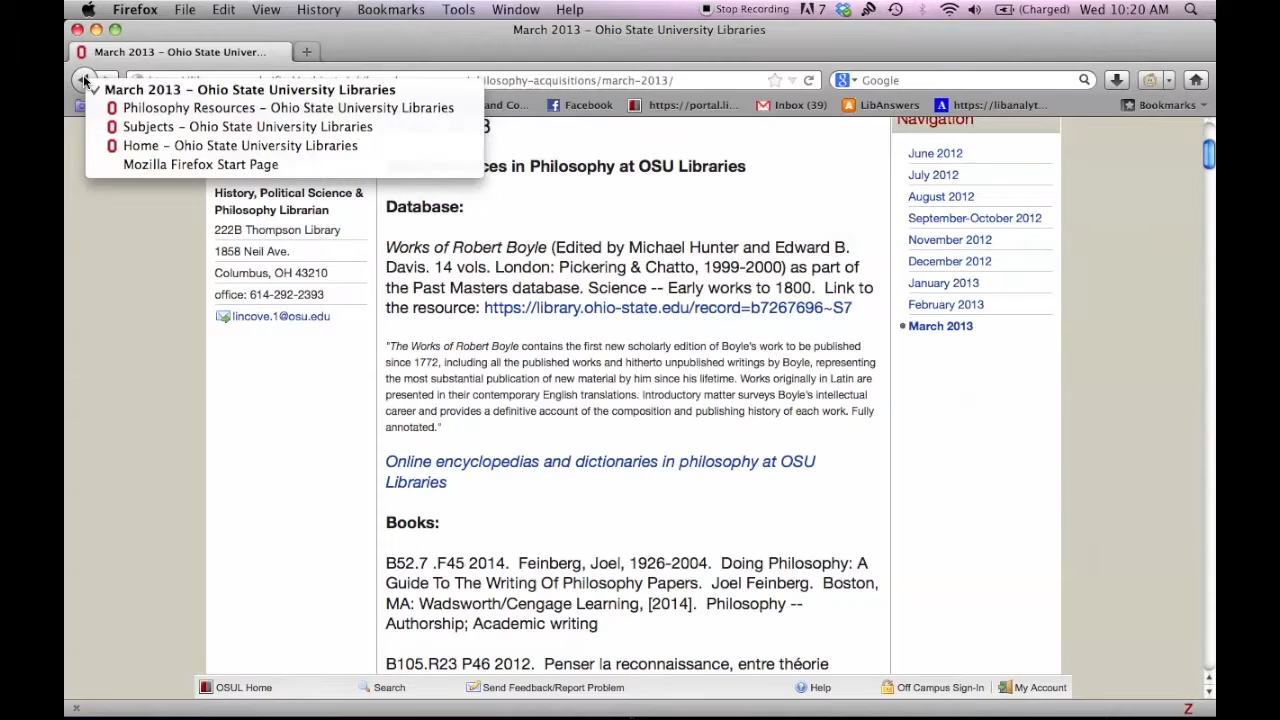 Firefox File Edit View History Bookmarks Tools Window Help Stop Recording 7 (Charged) Wed 10:20 AM
March 2013 – Ohio State University Libraries
March 2013 – Ohio State Univer...
philosophy-acquisitions/march-2013/ Google
and Co... Facebook https://portal.li... Inbox (39) LibAnswers https://libanalyt... Bookmarks
March 2013 – Ohio State University Libraries
Philosophy Resources – Ohio State University Libraries
Subjects – Ohio State University Libraries
Home – Ohio State University Libraries
Mozilla Firefox Start Page
History, Political Science &
Philosophy Librarian
222B Thompson Library
1858 Neil Ave.
Columbus, OH 43210
office: 614-292-2393
lincove.1@osu.edu
3
in Philosophy at OSU Libraries
Database:
Works of Robert Boyle (Edited by Michael Hunter and Edward B.
Davis. 14 vols. London: Pickering & Chatto, 1999-2000) as part of
the Past Masters database. Science -- Early works to 1800. Link to
the resource: https://library.ohio-state.edu/record=b7267696~S7
"The Works of Robert Boyle contains the first new scholarly edition of Boyle's work to be published
since 1772, including all the published works and hitherto unpublished writings by Boyle, representing
the most substantial publication of new material by him since his lifetime. Works originally in Latin are
presented in their contemporary English translations. Introductory matter surveys Boyle's intellectual
career and provides a definitive account of the composition and publishing history of each work. Fully
annotated."
Online encyclopedias and dictionaries in philosophy at OSU
Libraries
Books:
B52.7 .F45 2014. Feinberg, Joel, 1926-2004. Doing Philosophy: A
Guide To The Writing Of Philosophy Papers. Joel Feinberg. Boston,
MA: Wadsworth/Cengage Learning, [2014]. Philosophy --
Authorship; Academic writing
B105.R23 P46 2012. Penser la reconnaissance, entre théorie
Navigation
June 2012
July 2012
August 2012
September-October 2012
November 2012
December 2012
January 2013
February 2013
March 2013
OSUL Home Search Send Feedback/Report Problem Help Off Campus Sign-In My Account
Z